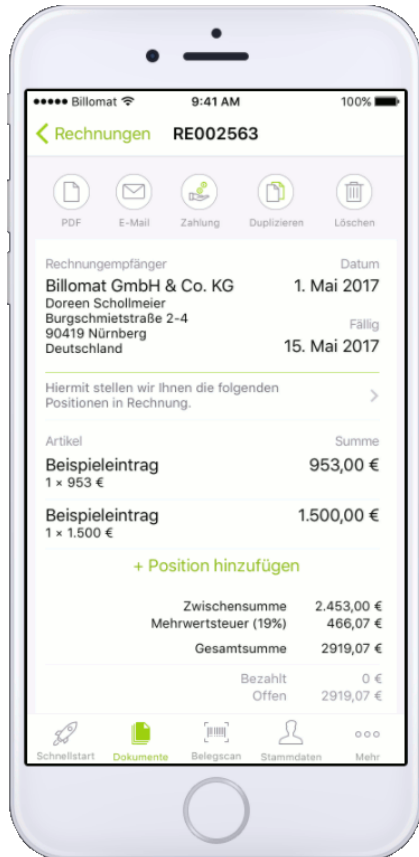 ●●●●● Billomat 9:41 AM 100%
Rechnungen RE002563
PDF E-Mail Zahlung Duplizieren Löschen
Rechnungempfänger Datum
Billomat GmbH & Co. KG 1. Mai 2017
Doreen Schollmeier
Burgschmietstraße 2-4 Fällig
90419 Nürnberg
Deutschland 15. Mai 2017
Hiermit stellen wir Ihnen die folgenden
Positionen in Rechnung.
Artikel Summe
Beispieleintrag 953,00 €
1 × 953 €
Beispieleintrag 1.500,00 €
1 × 1.500 €
+ Position hinzufügen
Zwischensumme 2.453,00 €
Mehrwertsteuer (19%) 466,07 €
Gesamtsumme 2919,07 €
Bezahlt 0 €
Offen 2919,07 €
Schnellstart Dokumente Belegscan Stammdaten Mehr